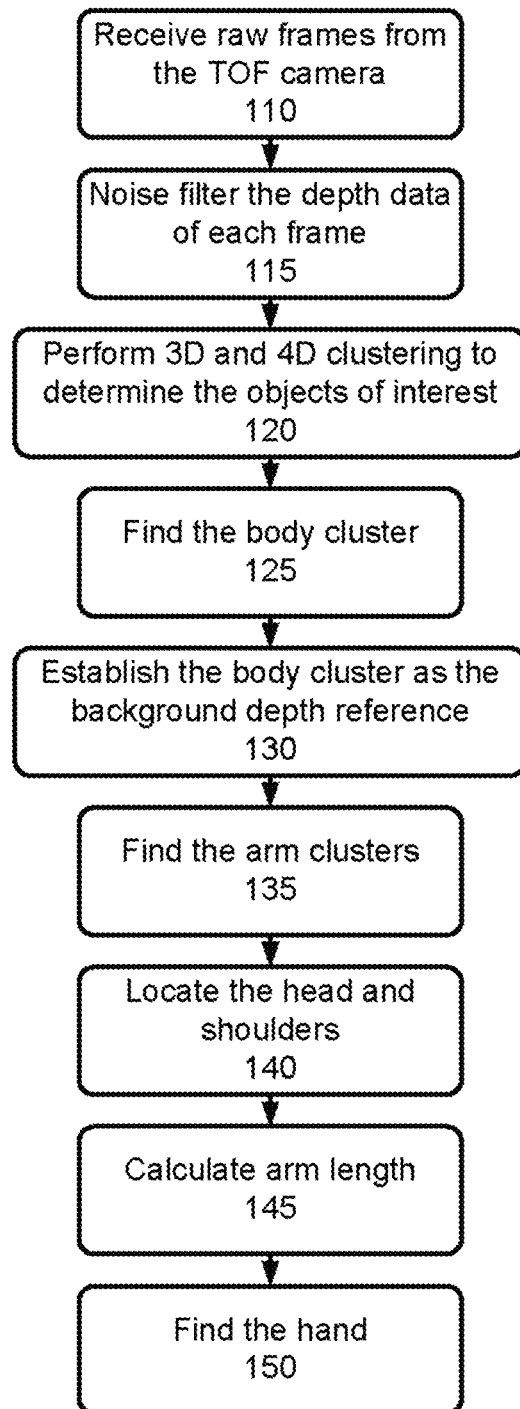 Receive raw frames from
the TOF camera
110
Noise filter the depth data
of each frame
115
Perform 3D and 4D clustering to
determine the objects of interest
120
Find the body cluster
125
Establish the body cluster as the
background depth reference
130
Find the arm clusters
135
Locate the head and
shoulders
140
Calculate arm length
145
Find the hand
150